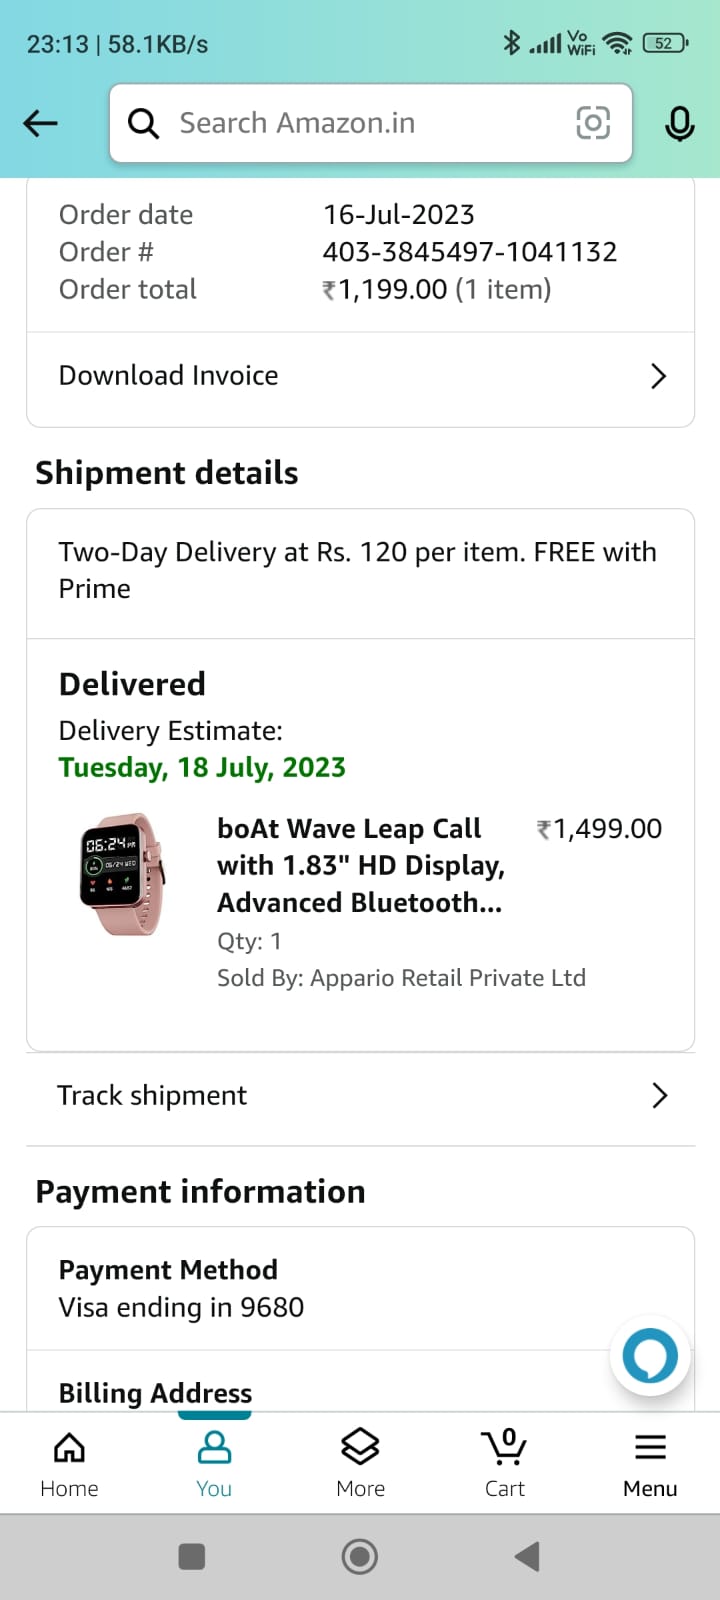 23:13 | 58.1KB/s Vo WiFi 52
Search Amazon.in
Order date 16-Jul-2023
Order # 403-3845497-1041132
Order total ₹1,199.00 (1 item)
Download Invoice
Shipment details
Two-Day Delivery at Rs. 120 per item. FREE with
Prime
Delivered
Delivery Estimate:
Tuesday, 18 July, 2023
boAt Wave Leap Call ₹1,499.00
with 1.83" HD Display,
Advanced Bluetooth...
Qty: 1
Sold By: Appario Retail Private Ltd
06:24 PM
Track shipment
Payment information
Payment Method
Visa ending in 9680
Billing Address
0
Home You More Cart Menu